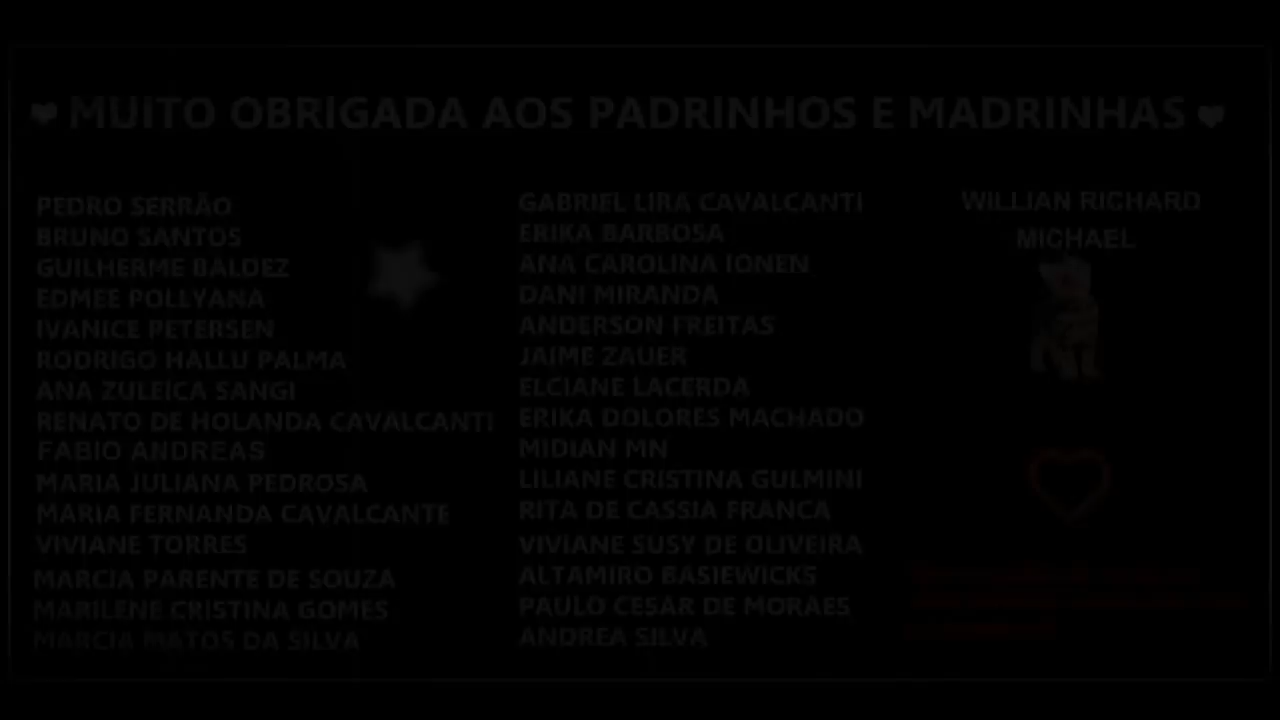 MUITO OBRIGADA AOS PADRINHOS E MADRINHAS
PEDRO SERRÃO
BRUNO SANTOS
GUILHERME BALDEZ
EDMEE POLLYANA
IVANICE PETERSEN
RODRIGO HALLU PALMA
ANA ZULEICA SANGI
RENATO DE HOLANDA CAVALCANTI
FABIO ANDREAS
MARIA JULIANA PEDROSA
MARIA FERNANDA CAVALCANTE
VIVIANE TORRES
MARCIA PARENTE DE SOUZA
MARILENE CRISTINA GOMES
MARCIA MATOS DA SILVA
GABRIEL LIRA CAVALCANTI
ERIKA BARBOSA
ANA CAROLINA IONEN
DANI MIRANDA
ANDERSON FREITAS
JAIME ZAUER
ELCIANE LACERDA
ERIKA DOLORES MACHADO
MIDIAN MN
LILIANE CRISTINA GULMINI
RITA DE CASSIA FRANCA
VIVIANE SUSY DE OLIVEIRA
ALTAMIRO BASIEWICKS
PAULO CESAR DE MORAES
ANDREA SILVA
WILLIAN RICHARD
MICHAEL